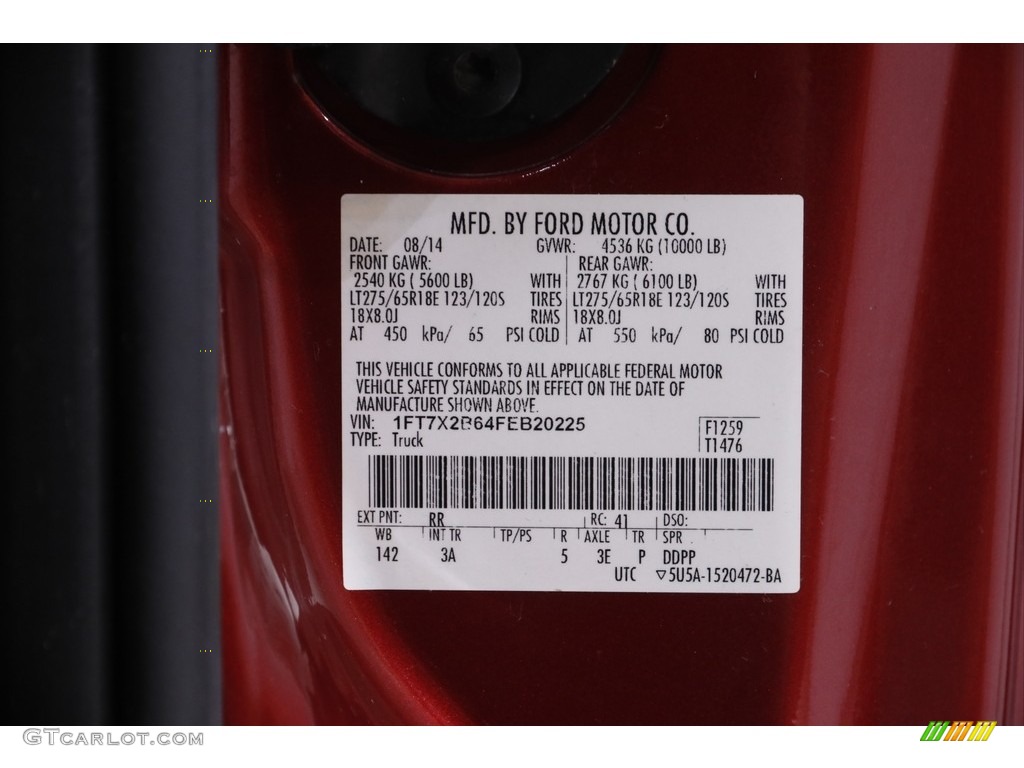 MFD. BY FORD MOTOR CO.
DATE: 08/14 GVWR: 4536 KG (10000 LB)
FRONT GAWR: REAR GAWR:
2540 KG ( 5600 LB) WITH 2767 KG ( 6100 LB) WITH
LT275/65R18E 123/120S TIRES LT275/65R18E 123/120S TIRES
18X8.0J RIMS 18X8.0J RIMS
AT 450 kPa/ 65 PSI COLD AT 550 kPa/ 80 PSI COLD
THIS VEHICLE CONFORMS TO ALL APPLICABLE FEDERAL MOTOR
VEHICLE SAFETY STANDARDS IN EFFECT ON THE DATE OF
MANUFACTURE SHOWN ABOVE.
VIN: 1FT7X2B64FEB20225 F1259
TYPE: Truck T1476
EXT PNT: RR RC: 41 DSO:
WB INT TR TP/PS R AXLE TR SPR
142 3A 5 3E P DDPP
UTC ▽5U5A-1520472-BA
GTcarlot.com